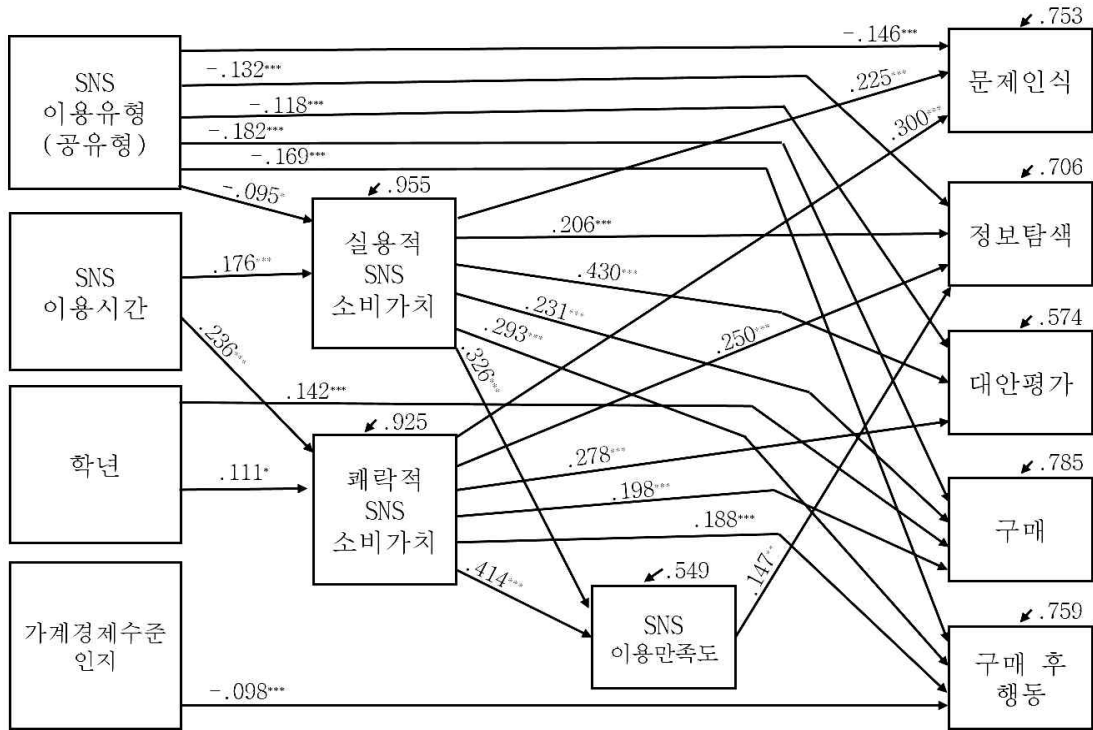 .753
SNS
이용유형
(공유형)
-.146***
-.132***
-.118***
-.182***
-.169***
-.095*
.225***
.300***
문제인식
.955
.706
SNS
이용시간
.176***
.236***
실용적
SNS
소비가치
.206***
.430***
.231***
.293***
.326***
.250***
정보탐색
.574
대안평가
학년
.142***
.111*
.925
쾌락적
SNS
소비가치
.278***
.198***
.188***
.414***
.147**
.785
구매
.549
SNS
이용만족도
.759
가계경제수준
인지
-.098***
구매 후
행동